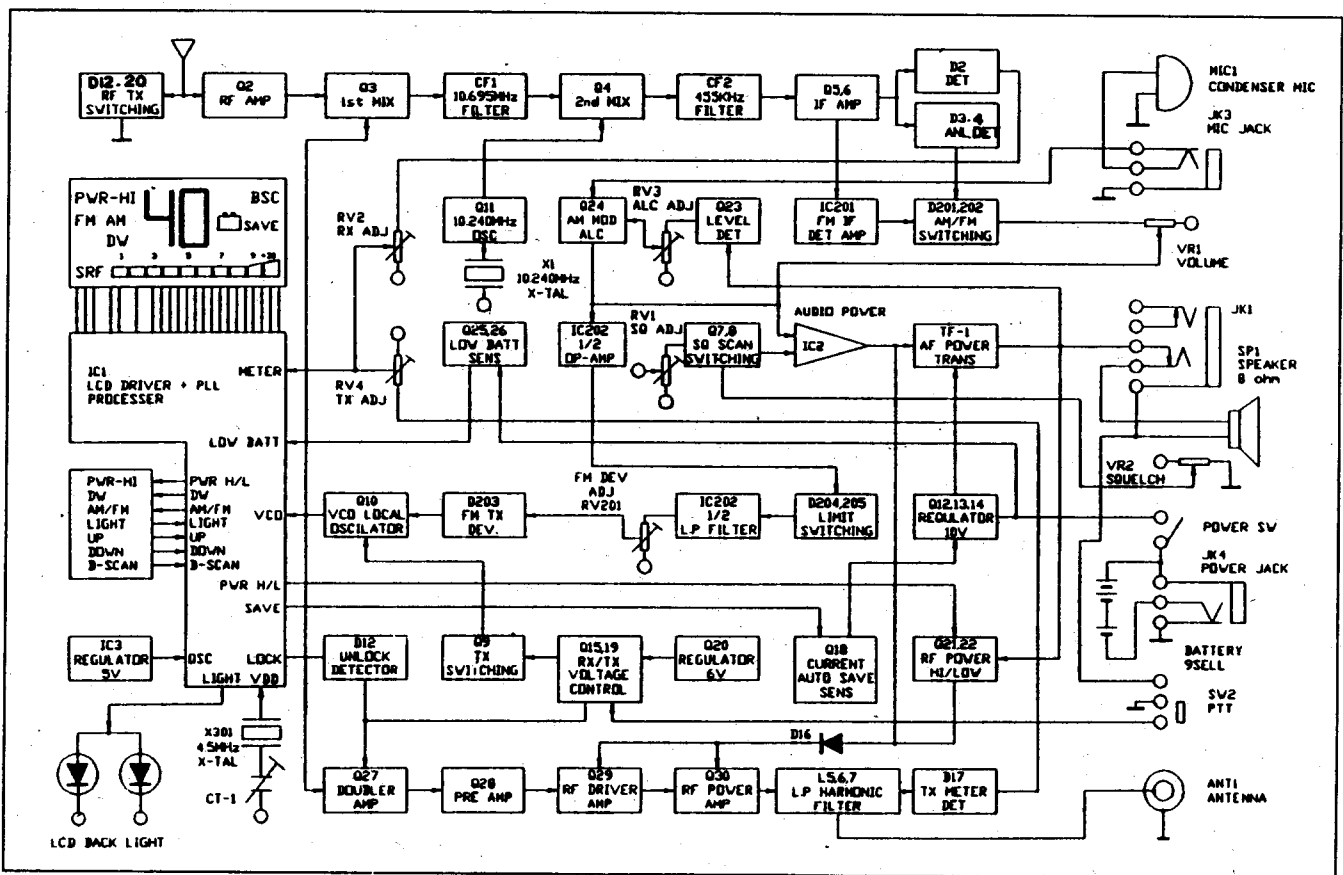 D12.20
RF TX
SWITCHING
Q2
RF AMP
Q3
1st MIX
CF1
10.695MHz
FILTER
Q4
2nd MIX
CF2
455KHz
FILTER
Q5,6
IF AMP
D2
DET
D3.4
ANL.DET
MIC1
CONDENSER MIC
JK3
MIC JACK
PWR-HI
BSC
FM AM
SAVE
DW
1 3 5 7 9 +30
SRF
RV2
RX ADJ
Q11
10.240MHz
OSC
X1
10.240MHz
X-TAL
Q24
AM MOD
ALC
RV3
ALC ADJ
Q23
LEVEL
DET
IC201
FM IF
DET AMP
D201,202
AM/FM
SWITCHING
VR1
VOLUME
IC1
LCD DRIVER + PLL
PROCESSER
METER
RV4
TX ADJ
Q25,26
LOW BATT
SENS
IC202
1/2
OP-AMP
RV1
SQ ADJ
Q7,8
SQ SCAN
SWITCHING
AUDIO POWER
IC2
TF-1
AF POWER
TRANS
JK1
SP1
SPEAKER
8 ohm
LOW BATT
VR2
SQUELCH
PWR-HI
DW
AM/FM
LIGHT
UP
DOWN
B-SCAN
PWR H/L
DW
AM/FM
LIGHT
UP
DOWN
B-SCAN
VCO
Q10
VCO LOCAL
OSCILATOR
D203
FM TX
DEV.
FM DEV
ADJ
RV201
IC202
1/2
L.P FILTER
D204,205
LIMIT
SWITCHING
Q12,13,14
REGULATOR
10V
POWER SW
JK4
POWER JACK
PWR H/L
SAVE
IC3
REGULATOR
5V
OSC
LOCK
LIGHT VDD
D12
UNLOCK
DETECTOR
Q9
TX
SWITCHING
Q15,19
RX/TX
VOLTAGE
CONTROL
Q20
REGULATOR
6V
Q18
CURRENT
AUTO SAVE
SENS
Q21,22
RF POWER
HI/LOW
BATTERY
9SELL
SW2
PTT
X301
4.5MHz
X-TAL
CT-1
D16
Q27
DOUBLER
AMP
Q28
PRE AMP
Q29
RF DRIVER
AMP
Q30
RF POWER
AMP
L5,6,7
L.P HARMONIC
FILTER
D17
TX METER
DET
ANT1
ANTENNA
LCD BACK LIGHT